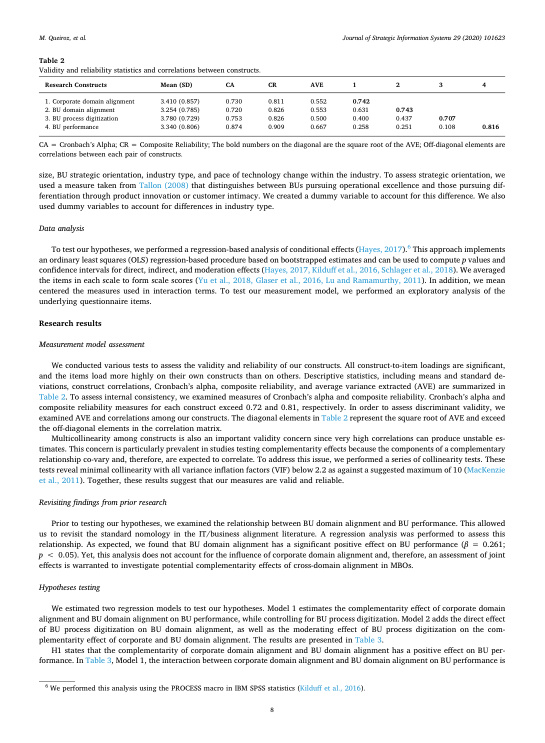 M. Queiroz, et al.
Journal of Strategic Information Systems 29 (2020) 101623
Table 2
Validity and reliability statistics and correlations between constructs.
Research Constructs Mean (SD) CA CR AVE 1 2 3 4
1. Corporate domain alignment 3.410 (0.857) 0.730 0.811 0.552 0.742
2. BU domain alignment 3.254 (0.785) 0.720 0.826 0.553 0.631 0.743
3. BU process digitization 3.780 (0.729) 0.753 0.826 0.500 0.400 0.437 0.707
4. BU performance 3.340 (0.806) 0.874 0.909 0.667 0.258 0.251 0.108 0.816
CA = Cronbach's Alpha; CR = Composite Reliability; The bold numbers on the diagonal are the square root of the AVE; Off-diagonal elements are
correlations between each pair of constructs.
size, BU strategic orientation, industry type, and pace of technology change within the industry. To assess strategic orientation, we
used a measure taken from Tallon (2008) that distinguishes between BUs pursuing operational excellence and those pursuing dif-
ferentiation through product innovation or customer intimacy. We created a dummy variable to account for this difference. We also
used dummy variables to account for differences in industry type.
Data analysis
To test our hypotheses, we performed a regression-based analysis of conditional effects (Hayes, 2017).6 This approach implements
an ordinary least squares (OLS) regression-based procedure based on bootstrapped estimates and can be used to compute p values and
confidence intervals for direct, indirect, and moderation effects (Hayes, 2017, Kilduff et al., 2016, Schlager et al., 2018). We averaged
the items in each scale to form scale scores (Yu et al., 2018, Glaser et al., 2016, Lu and Ramamurthy, 2011). In addition, we mean
centered the measures used in interaction terms. To test our measurement model, we performed an exploratory analysis of the
underlying questionnaire items.
Research results
Measurement model assessment
We conducted various tests to assess the validity and reliability of our constructs. All construct-to-item loadings are significant,
and the items load more highly on their own constructs than on others. Descriptive statistics, including means and standard de-
viations, construct correlations, Cronbach's alpha, composite reliability, and average variance extracted (AVE) are summarized in
Table 2. To assess internal consistency, we examined measures of Cronbach's alpha and composite reliability. Cronbach's alpha and
composite reliability measures for each construct exceed 0.72 and 0.81, respectively. In order to assess discriminant validity, we
examined AVE and correlations among our constructs. The diagonal elements in Table 2 represent the square root of AVE and exceed
the off-diagonal elements in the correlation matrix.
Multicollinearity among constructs is also an important validity concern since very high correlations can produce unstable es-
timates. This concern is particularly prevalent in studies testing complementarity effects because the components of a complementary
relationship co-vary and, therefore, are expected to correlate. To address this issue, we performed a series of collinearity tests. These
tests reveal minimal collinearity with all variance inflation factors (VIF) below 2.2 as against a suggested maximum of 10 (MacKenzie
et al., 2011). Together, these results suggest that our measures are valid and reliable.
Revisiting findings from prior research
Prior to testing our hypotheses, we examined the relationship between BU domain alignment and BU performance. This allowed
us to revisit the standard nomology in the IT/business alignment literature. A regression analysis was performed to assess this
relationship. As expected, we found that BU domain alignment has a significant positive effect on BU performance (β = 0.261;
p < 0.05). Yet, this analysis does not account for the influence of corporate domain alignment and, therefore, an assessment of joint
effects is warranted to investigate potential complementarity effects of cross-domain alignment in MBOs.
Hypotheses testing
We estimated two regression models to test our hypotheses. Model 1 estimates the complementarity effect of corporate domain
alignment and BU domain alignment on BU performance, while controlling for BU process digitization. Model 2 adds the direct effect
of BU process digitization on BU domain alignment, as well as the moderating effect of BU process digitization on the com-
plementarity effect of corporate and BU domain alignment. The results are presented in Table 3.
H1 states that the complementarity of corporate domain alignment and BU domain alignment has a positive effect on BU per-
formance. In Table 3, Model 1, the interaction between corporate domain alignment and BU domain alignment on BU performance is
6 We performed this analysis using the PROCESS macro in IBM SPSS statistics (Kilduff et al., 2016).
8